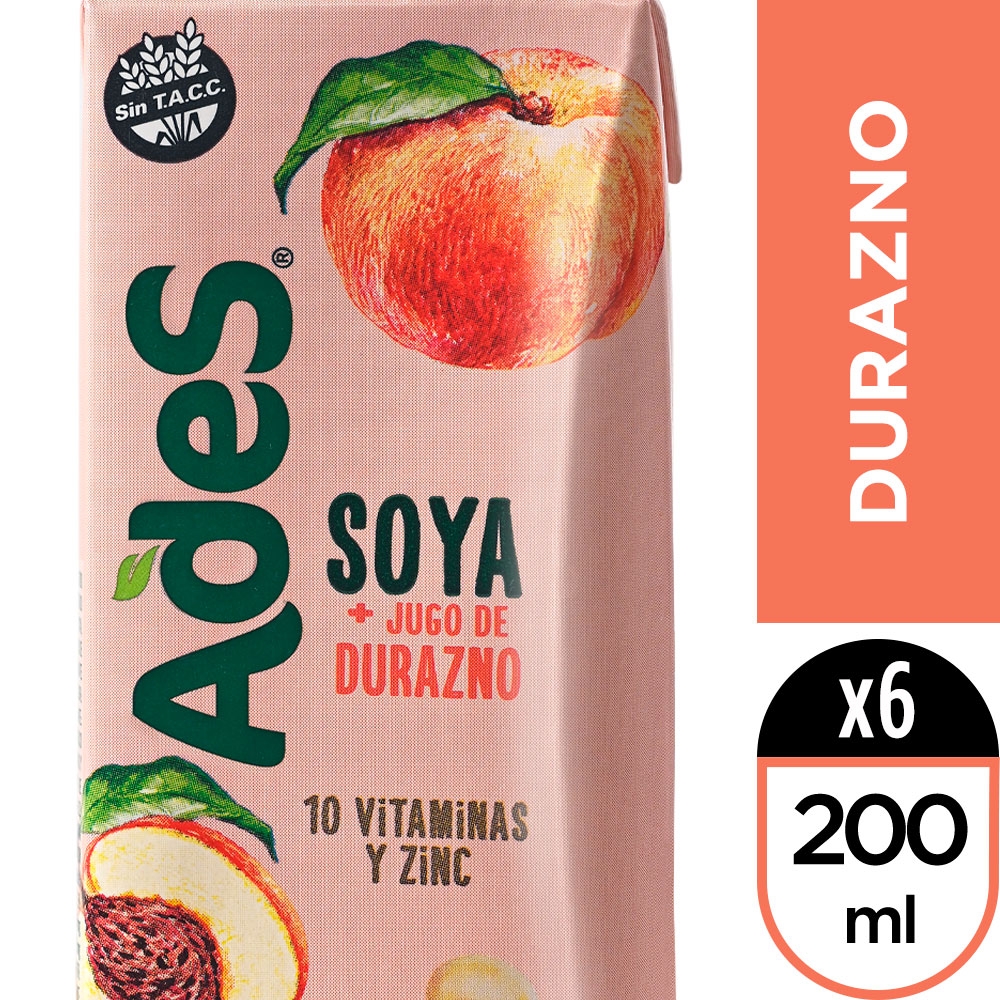 Sin T.A.C.C.
AdeS®
SOYA
+ JUGO DE
DURAZNO
10 ViTAMiNAS
Y ZiNC
DURAZNO
x6
200
ml